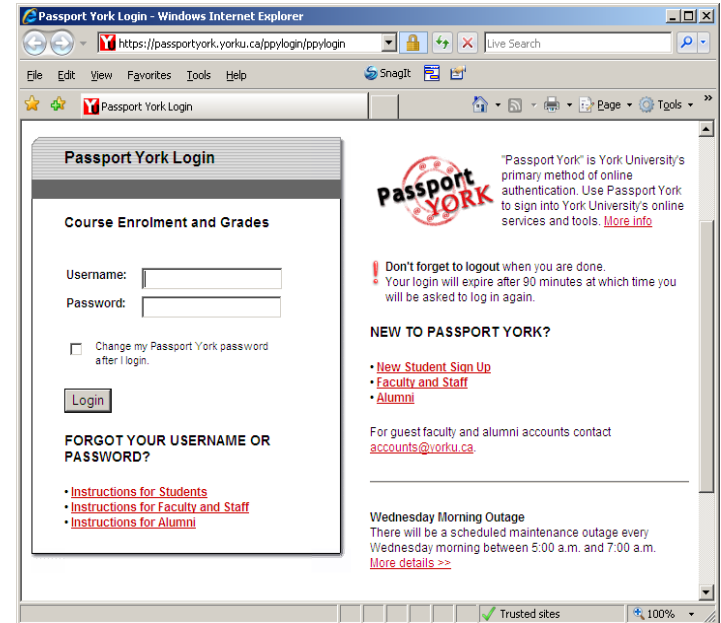 Passport York Login - Windows Internet Explorer
https://passportyork.yorku.ca/ppylogin/ppylogin
Live Search
File Edit View Favorites Tools Help
SnagIt
Passport York Login
Page Tools »
Passport York Login
Course Enrolment and Grades
Username:
Password:
Change my Passport York password
after I login.
Login
FORGOT YOUR USERNAME OR
PASSWORD?
• Instructions for Students
• Instructions for Faculty and Staff
• Instructions for Alumni
Passport
YORK
"Passport York" is York University's
primary method of online
authentication. Use Passport York
to sign into York University's online
services and tools. More info
Don't forget to logout when you are done.
Your login will expire after 90 minutes at which time you
will be asked to log in again.
NEW TO PASSPORT YORK?
• New Student Sign Up
• Faculty and Staff
• Alumni
For guest faculty and alumni accounts contact
accounts@yorku.ca.
Wednesday Morning Outage
There will be a scheduled maintenance outage every
Wednesday morning between 5:00 a.m. and 7:00 a.m.
More details >>
Trusted sites
100%